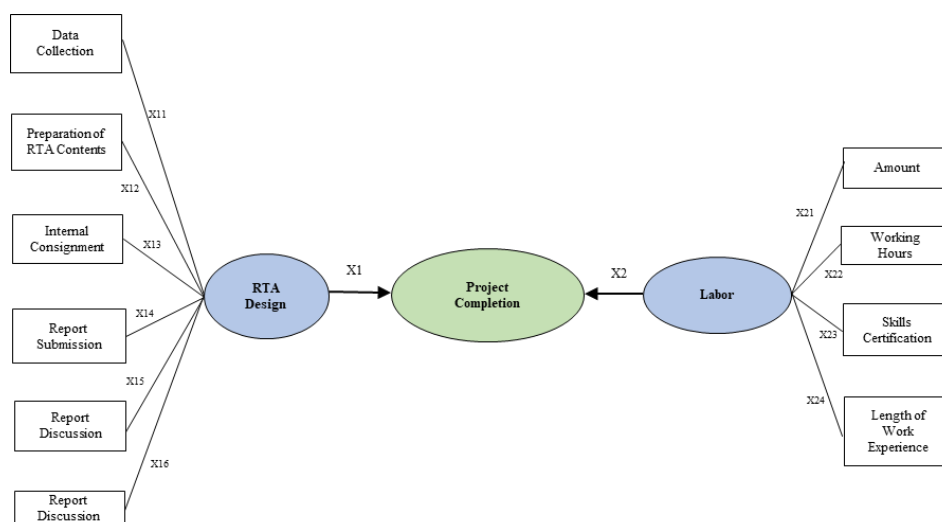 Data
Collection
X11
Preparation of
RTA Contents
X12
Internal
Consignment
X13
Report
Submission
X14
Report
Discussion
X15
Report
Discussion
X16
RTA
Design
X1
Project
Completion
X2
Labor
X21
Amount
X22
Working
Hours
X23
Skills
Certification
X24
Length of
Work
Experience